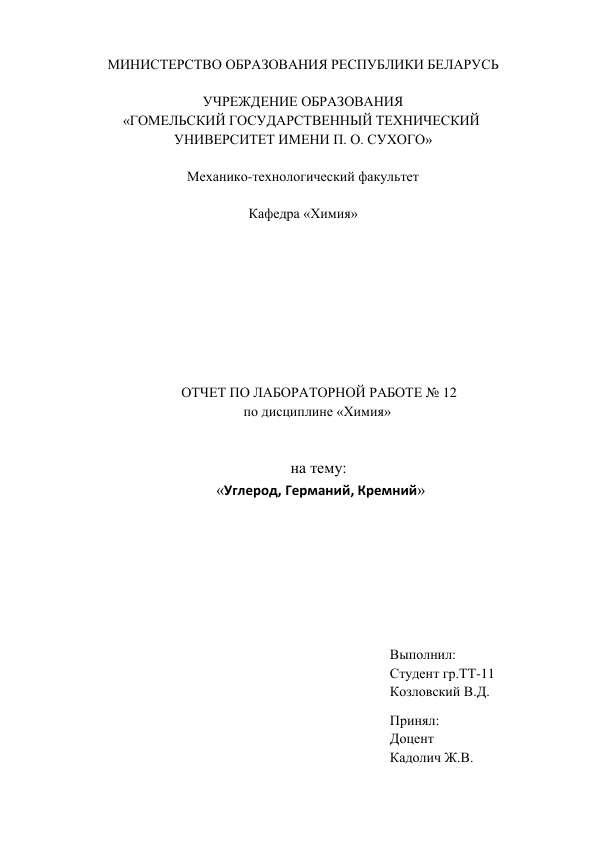 МИНИСТЕРСТВО ОБРАЗОВАНИЯ РЕСПУБЛИКИ БЕЛАРУСЬ
УЧРЕЖДЕНИЕ ОБРАЗОВАНИЯ
«ГОМЕЛЬСКИЙ ГОСУДАРСТВЕННЫЙ ТЕХНИЧЕСКИЙ
УНИВЕРСИТЕТ ИМЕНИ П. О. СУХОГО»
Механико-технологический факультет
Кафедра «Химия»
ОТЧЕТ ПО ЛАБОРАТОРНОЙ РАБОТЕ № 12
по дисциплине «Химия»
на тему:
«Углерод, Германий, Кремний»
Выполнил:
Студент гр.ТТ-11
Козловский В.Д.
Принял:
Доцент
Кадолич Ж.В.